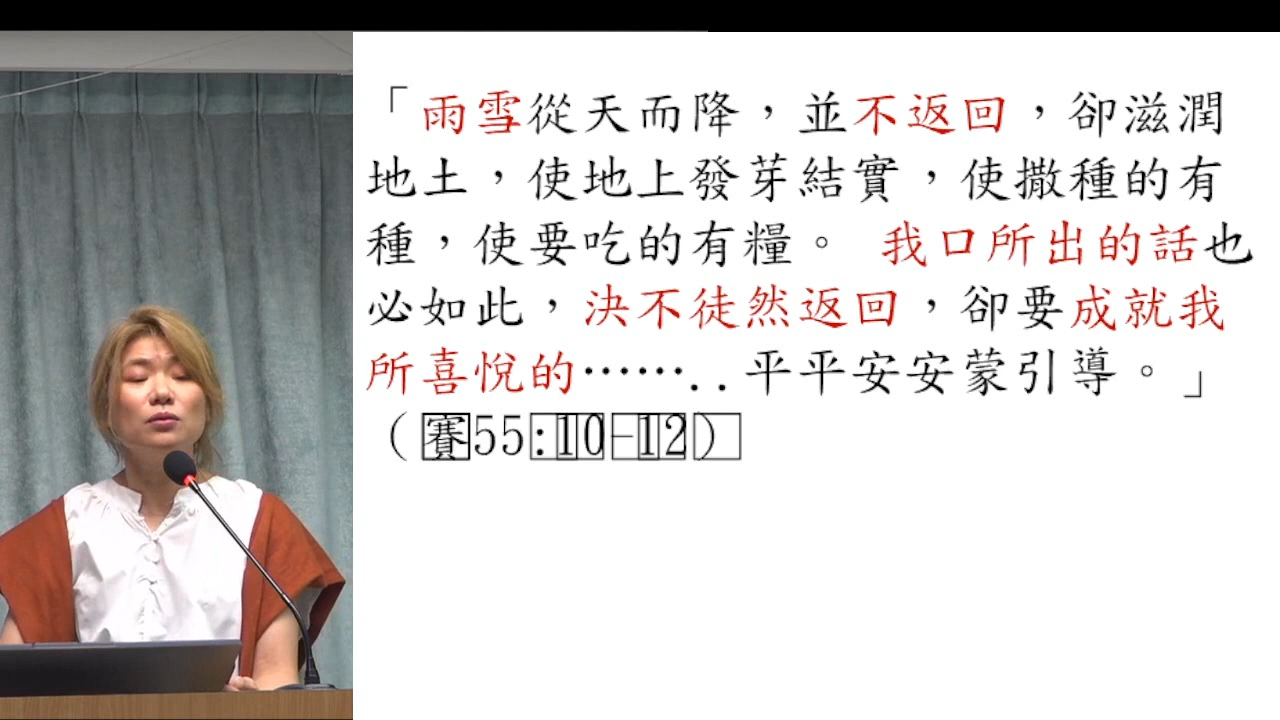 「雨雪從天而降，並不返回，卻滋潤
地土，使地上發芽結實，使撒種的有
種，使要吃的有糧。 我口所出的話也
必如此，決不徒然返回，卻要成就我
所喜悅的……..平平安安蒙引導。」
（賽55:10-12）